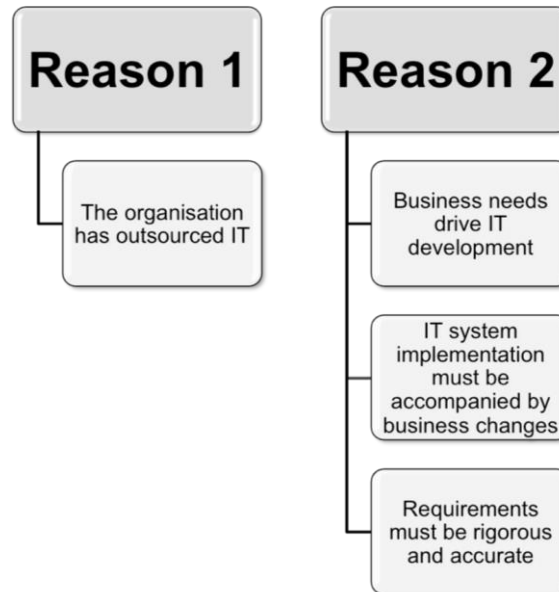 Reason 1
The organisation
has outsourced IT
Reason 2
Business needs
drive IT
development
IT system
implementation
must be
accompanied by
business changes
Requirements
must be rigorous
and accurate